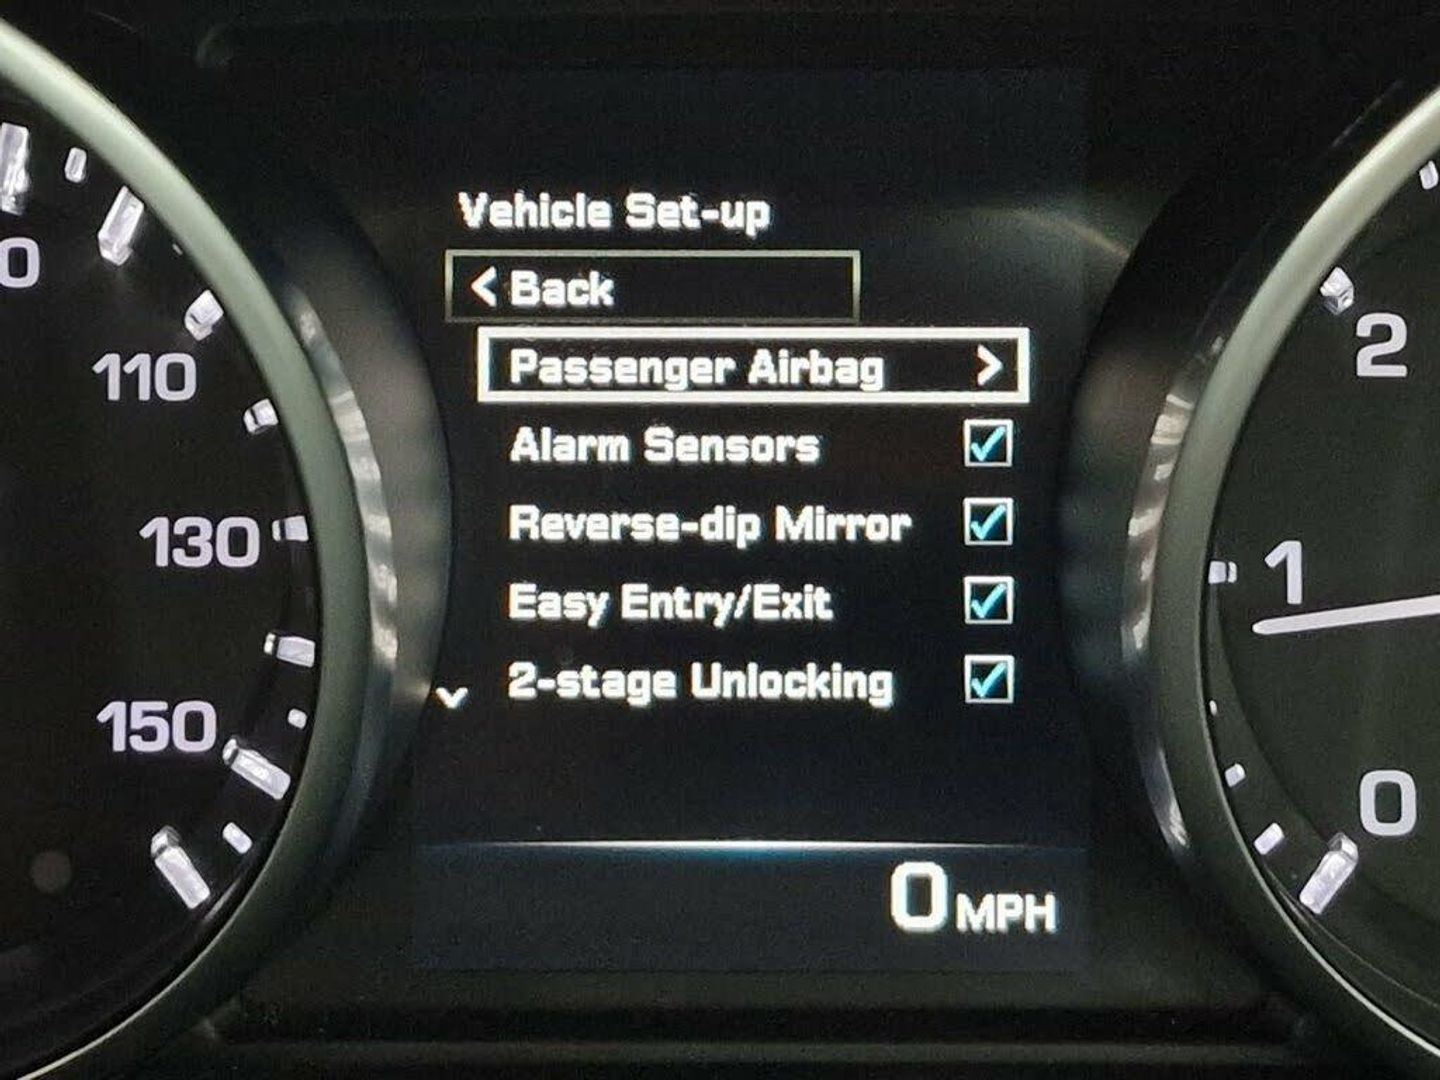 Vehicle Set-up
< Back
Passenger Airbag >
Alarm Sensors
Reverse-dip Mirror
Easy Entry/Exit
2-stage Unlocking
0 MPH
110
130
150
2
1
0